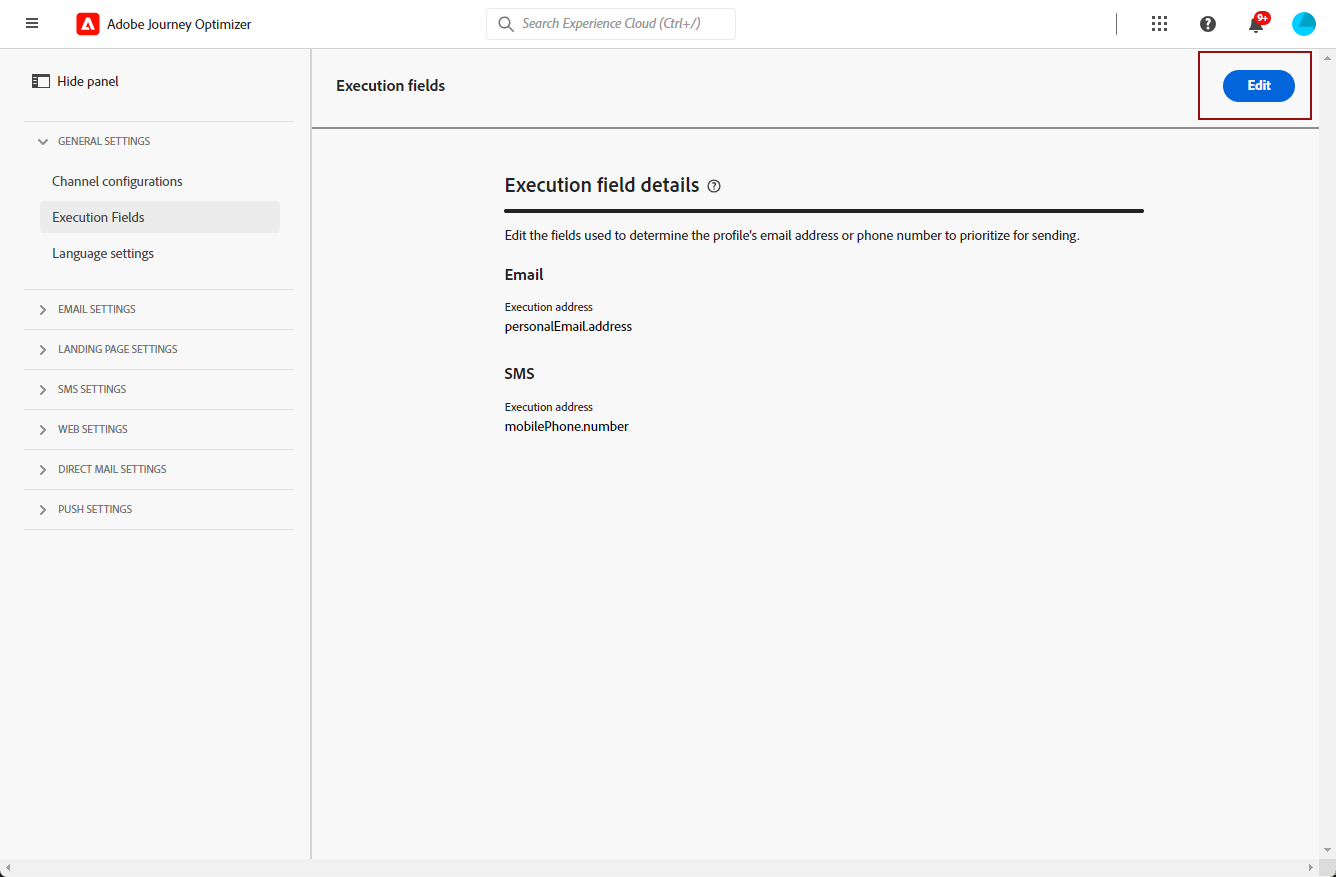 Adobe Journey Optimizer
Search Experience Cloud (Ctrl+/)
9+
Hide panel
GENERAL SETTINGS
Channel configurations
Execution Fields
Language settings
EMAIL SETTINGS
LANDING PAGE SETTINGS
SMS SETTINGS
WEB SETTINGS
DIRECT MAIL SETTINGS
PUSH SETTINGS
Execution fields
Edit
Execution field details
Edit the fields used to determine the profile's email address or phone number to prioritize for sending.
Email
Execution address
personalEmail.address
SMS
Execution address
mobilePhone.number